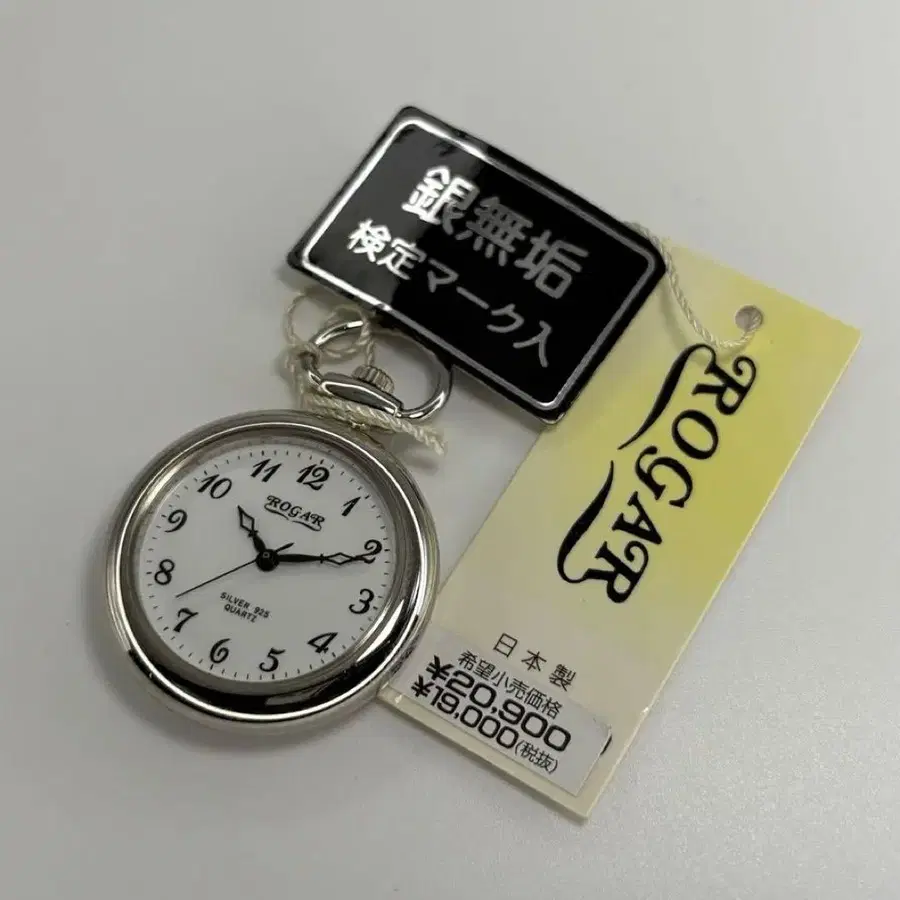 銀無垢
検定マーク入
ROGAR
日本製
希望小売価格
¥20,900
¥19,000(税抜)
12
1
2
3
4
5
6
7
8
9
10
11
ROGAR
SILVER 925
QUARTZ